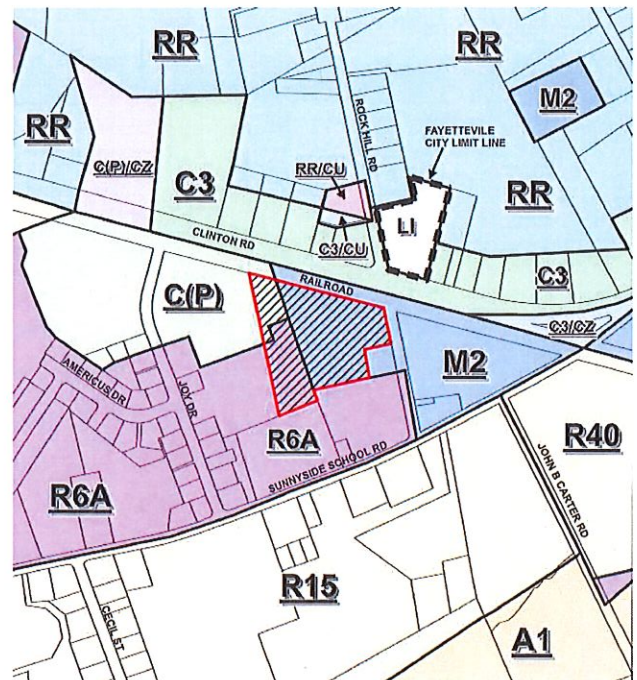 RR
RR
M2
RR
ROCK HILL RD
FAYETTEVILE
CITY LIMIT LINE
C(P)/CZ
C3
RR/CU
RR
LI
CLINTON RD
C3/CU
C3
RAILROAD
C(P)
C3/CZ
AMERICUS DR
JOY DR
M2
R6A
R40
SUNNYSIDE SCHOOL RD
JOHN B CARTER RD
R6A
R15
CECIL ST
A1